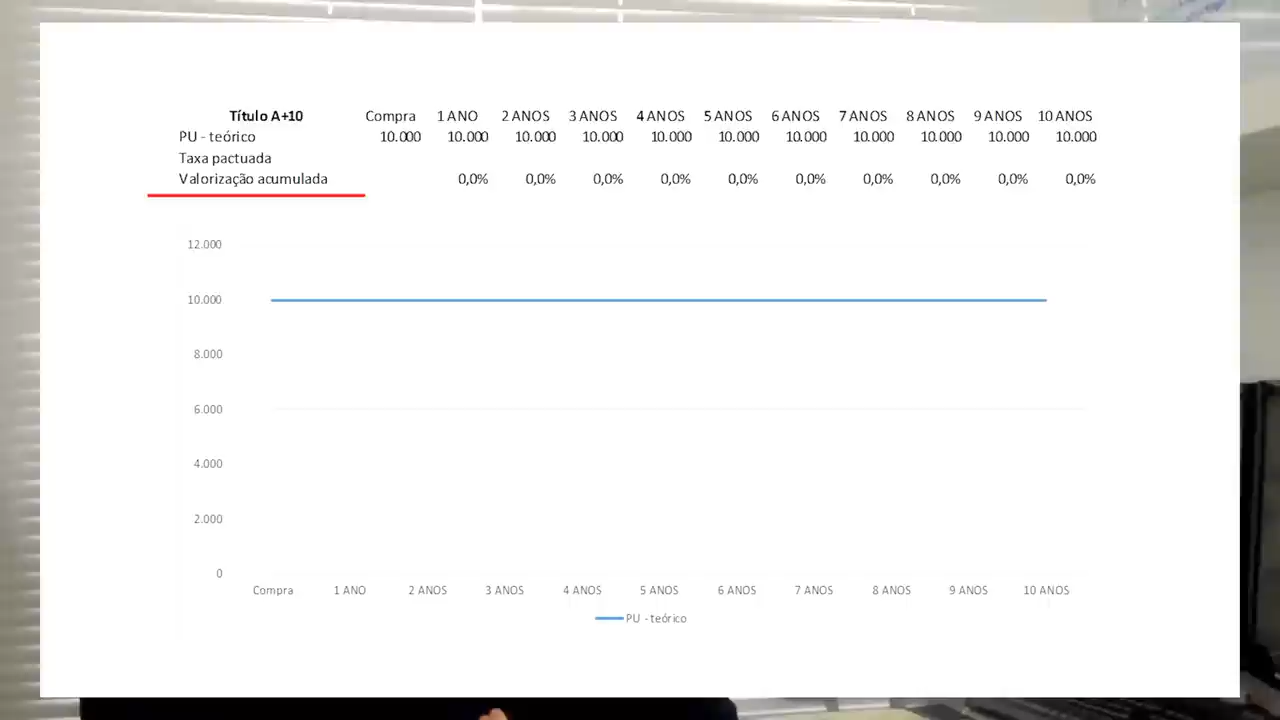 Título A+10 Compra 1 ANO 2 ANOS 3 ANOS 4 ANOS 5 ANOS 6 ANOS 7 ANOS 8 ANOS 9 ANOS 10 ANOS
PU - teórico 10.000 10.000 10.000 10.000 10.000 10.000 10.000 10.000 10.000 10.000 10.000
Taxa pactuada
Valorização acumulada 0,0% 0,0% 0,0% 0,0% 0,0% 0,0% 0,0% 0,0% 0,0% 0,0%
12.000
10.000
8.000
6.000
4.000
2.000
0
Compra 1 ANO 2 ANOS 3 ANOS 4 ANOS 5 ANOS 6 ANOS 7 ANOS 8 ANOS 9 ANOS 10 ANOS
PU - teórico